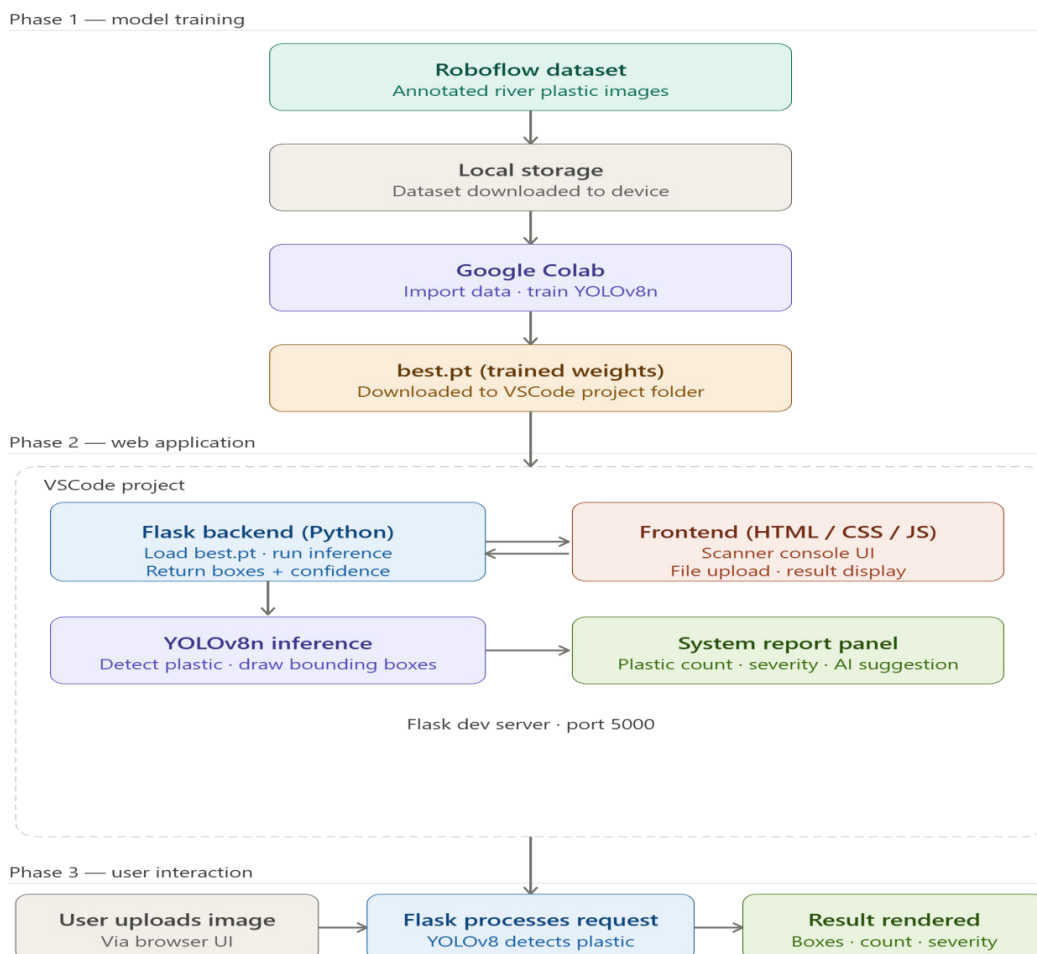 Phase 1 — model training
Roboflow dataset
Annotated river plastic images
Local storage
Dataset downloaded to device
Google Colab
Import data · train YOLOv8n
best.pt (trained weights)
Downloaded to VSCode project folder
Phase 2 — web application
VSCode project
Flask backend (Python)
Load best.pt · run inference
Return boxes + confidence
Frontend (HTML / CSS / JS)
Scanner console UI
File upload · result display
YOLOv8n inference
Detect plastic · draw bounding boxes
System report panel
Plastic count · severity · AI suggestion
Flask dev server · port 5000
Phase 3 — user interaction
User uploads image
Via browser UI
Flask processes request
YOLOv8 detects plastic
Result rendered
Boxes · count · severity